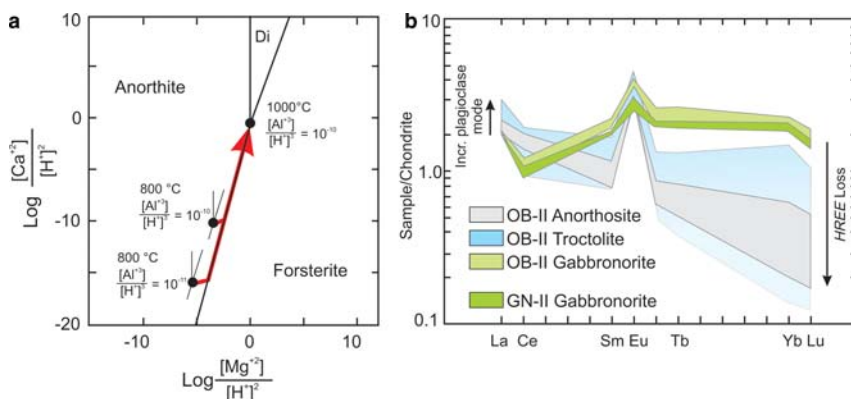 a
10
0
-10
-20
Log [Ca⁺²]
[H⁺]²
Anorthite
Di
1000°C
[Al⁺³]
[H⁺]³ = 10⁻¹⁰
800 °C
[Al⁺³]
[H⁺]³ = 10⁻¹⁰
800 °C
[Al⁺³]
[H⁺]³ = 10⁻¹¹
Forsterite
-10
0
10
Log [Mg⁺²]
[H⁺]²
b
10
1.0
0.1
Sample/Chondrite
Incr. plagioclase
mode
HREE Loss
OB-II Anorthosite
OB-II Troctolite
OB-II Gabbronorite
GN-II Gabbronorite
La Ce Sm Eu Tb Yb Lu